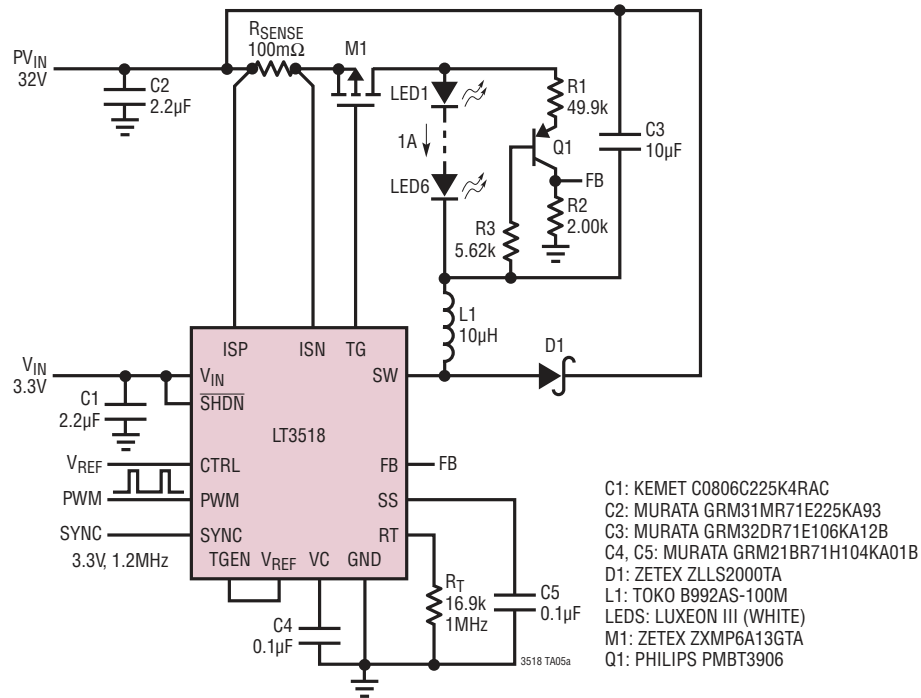 PVIN
32V
RSENSE
100mΩ
M1
C2
2.2µF
LED1
1A
LED6
R1
49.9k
Q1
FB
R2
2.00k
R3
5.62k
C3
10µF
L1
10µH
D1
ISP ISN TG
VIN
3.3V
VIN
SHDN
SW
C1
2.2µF
LT3518
VREF
CTRL
FB
FB
PWM
PWM
SS
SYNC
SYNC
RT
3.3V, 1.2MHz
TGEN VREF VC GND
C4
0.1µF
RT
16.9k
1MHz
C5
0.1µF
3518 TA05a
C1: KEMET C0806C225K4RAC
C2: MURATA GRM31MR71E225KA93
C3: MURATA GRM32DR71E106KA12B
C4, C5: MURATA GRM21BR71H104KA01B
D1: ZETEX ZLLS2000TA
L1: TOKO B992AS-100M
LEDS: LUXEON III (WHITE)
M1: ZETEX ZXMP6A13GTA
Q1: PHILIPS PMBT3906